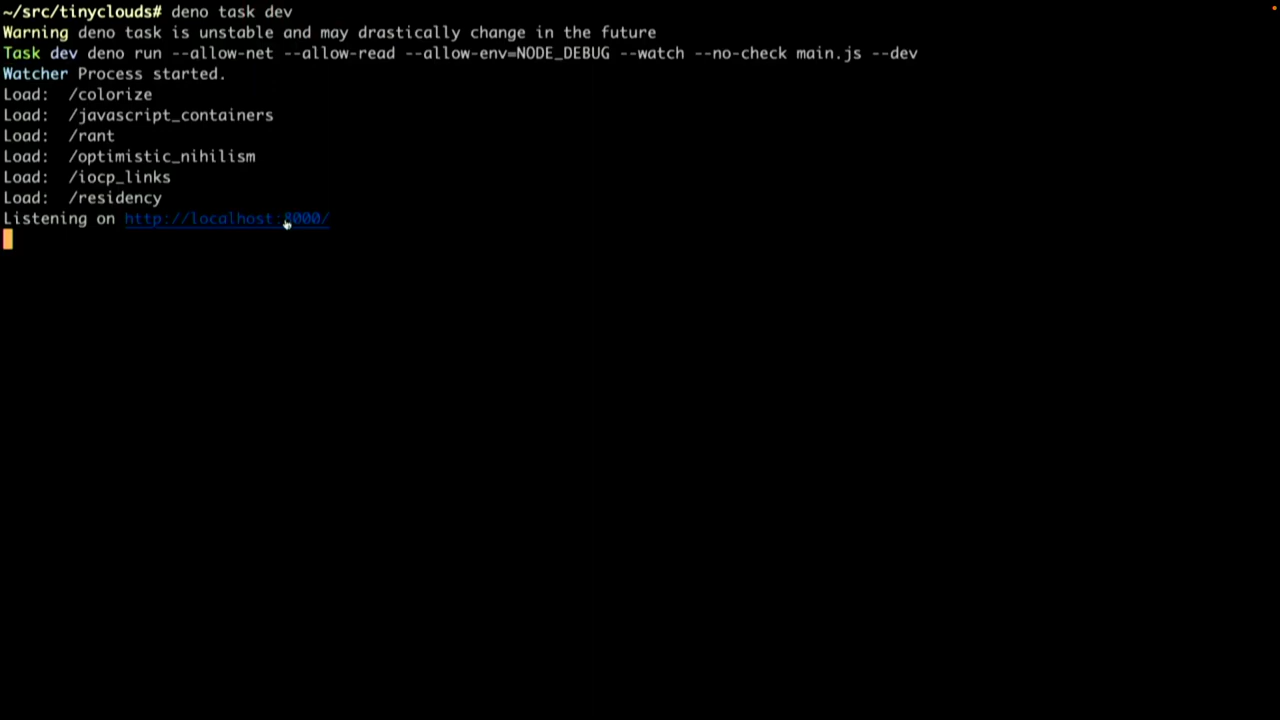 ~/src/tinyclouds# deno task dev
Warning deno task is unstable and may drastically change in the future
Task dev deno run --allow-net --allow-read --allow-env=NODE_DEBUG --watch --no-check main.js --dev
Watcher Process started.
Load:  /colorize
Load:  /javascript_containers
Load:  /rant
Load:  /optimistic_nihilism
Load:  /iocp_links
Load:  /residency
Listening on http://localhost:8000/